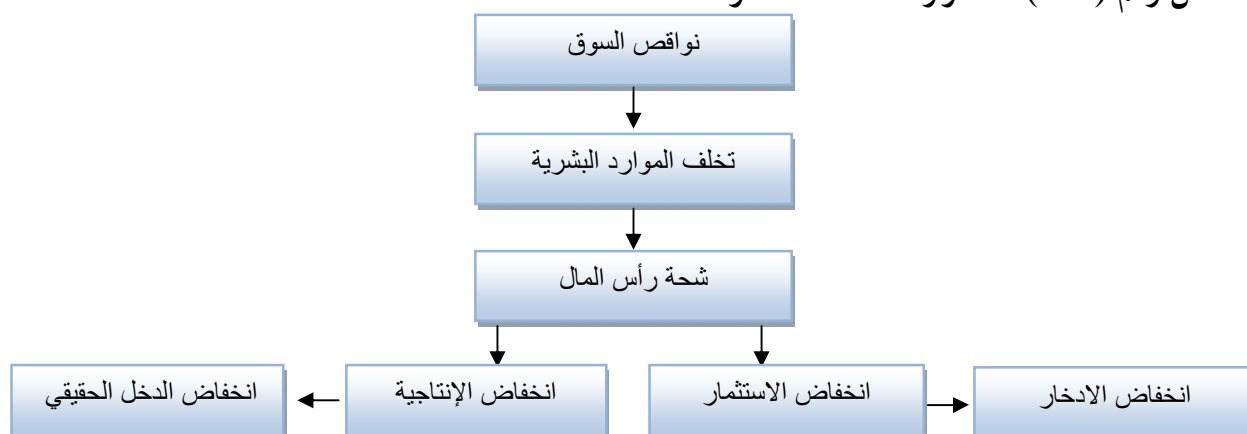 نواقص السوق
تخلف الموارد البشرية
شحة رأس المال
انخفاض الادخار
انخفاض الاستثمار
انخفاض الإنتاجية
انخفاض الدخل الحقيقي